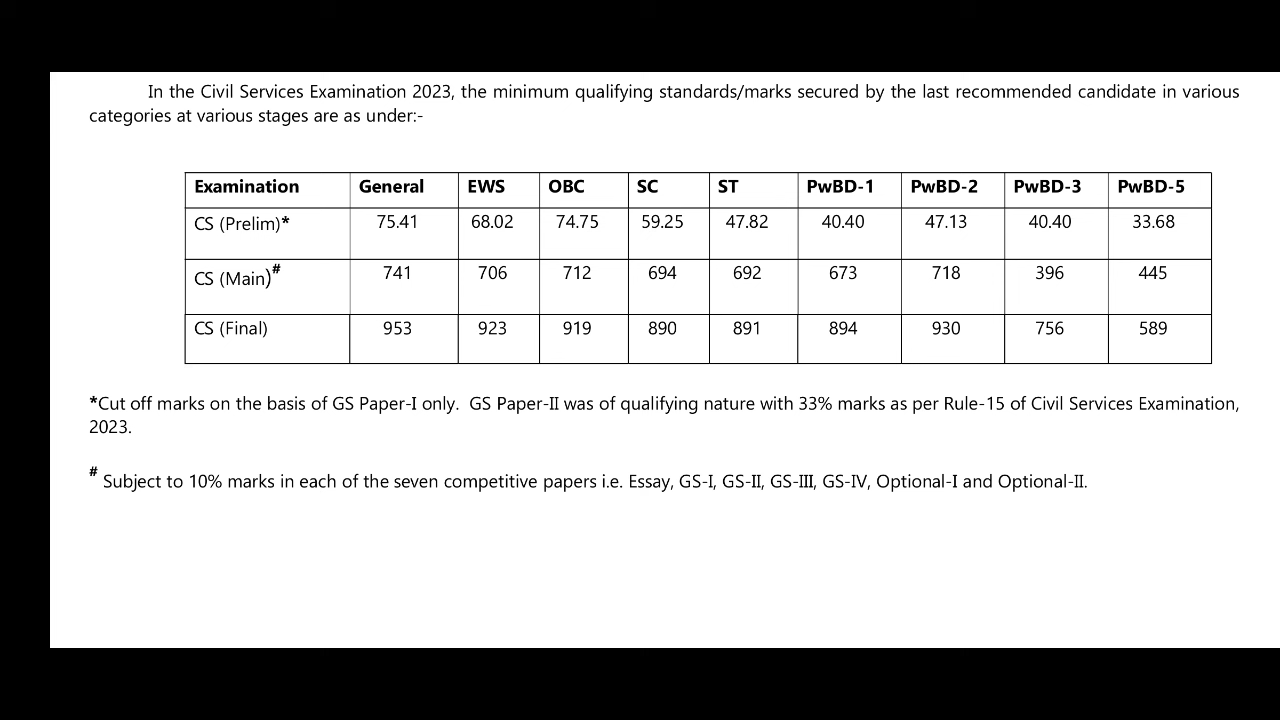 In the Civil Services Examination 2023, the minimum qualifying standards/marks secured by the last recommended candidate in various
categories at various stages are as under:-
Examination General EWS OBC SC ST PwBD-1 PwBD-2 PwBD-3 PwBD-5
CS (Prelim)* 75.41 68.02 74.75 59.25 47.82 40.40 47.13 40.40 33.68
CS (Main)# 741 706 712 694 692 673 718 396 445
CS (Final) 953 923 919 890 891 894 930 756 589
*Cut off marks on the basis of GS Paper-I only. GS Paper-II was of qualifying nature with 33% marks as per Rule-15 of Civil Services Examination,
2023.
# Subject to 10% marks in each of the seven competitive papers i.e. Essay, GS-I, GS-II, GS-III, GS-IV, Optional-I and Optional-II.